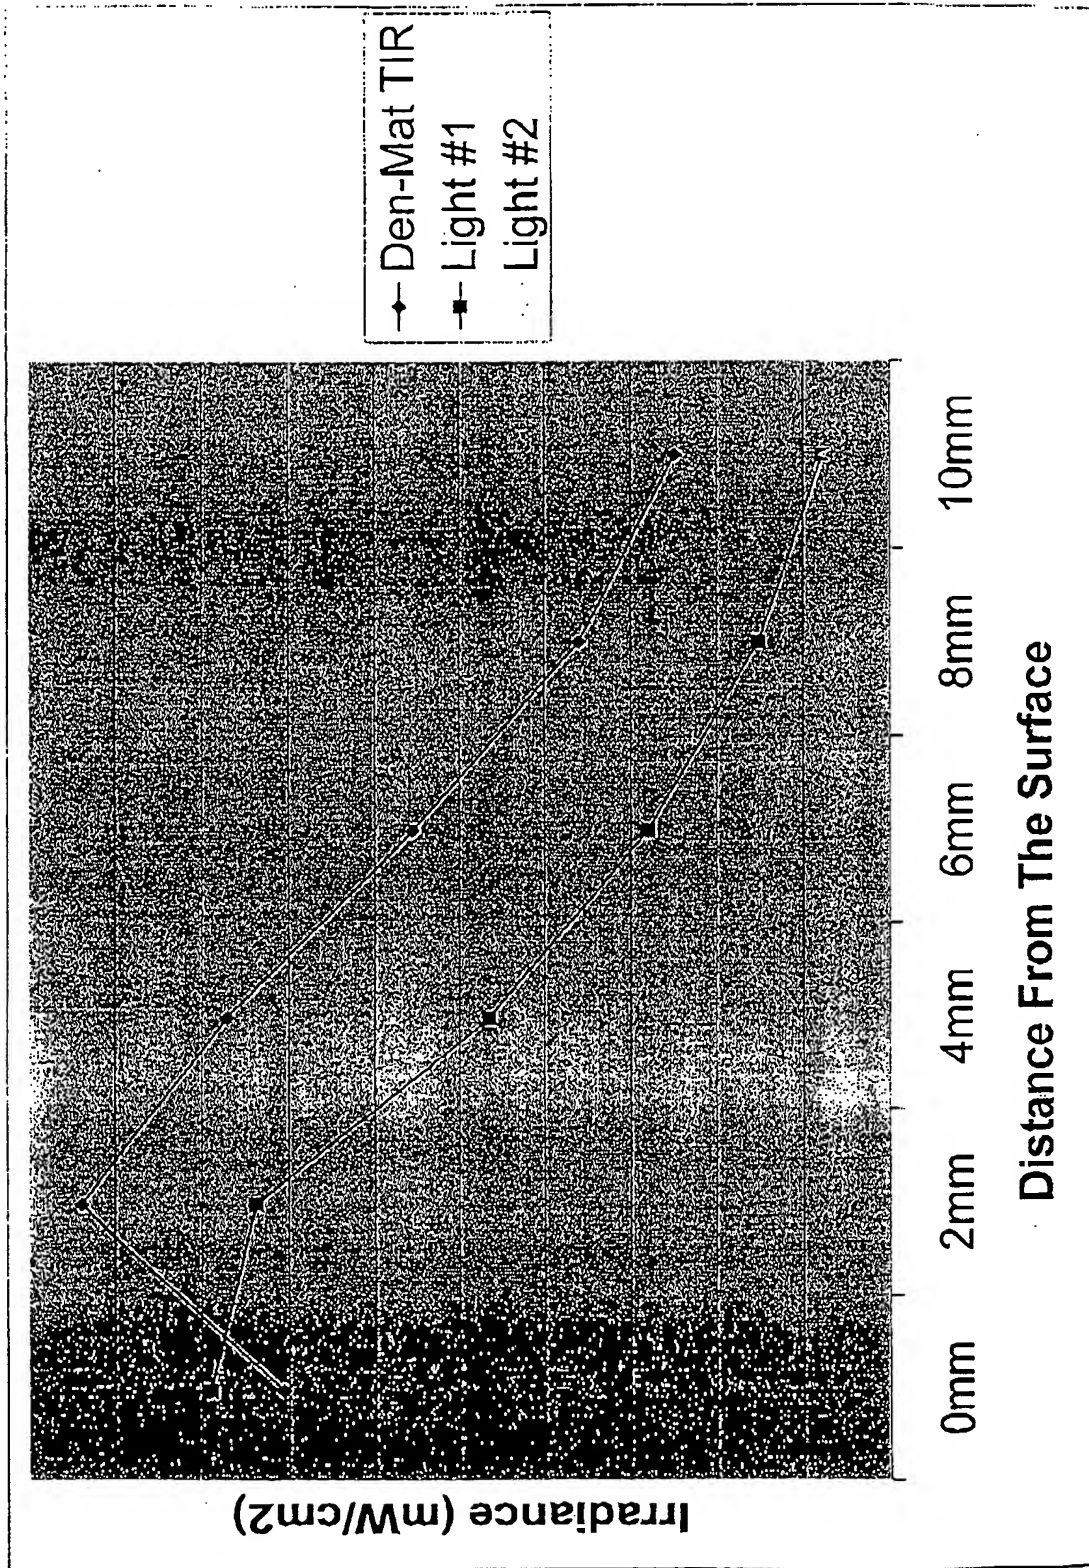 Irradiance (mW/cm2)
0mm 2mm 4mm 6mm 8mm 10mm
Distance From The Surface
Den-Mat TIR
Light #1
Light #2